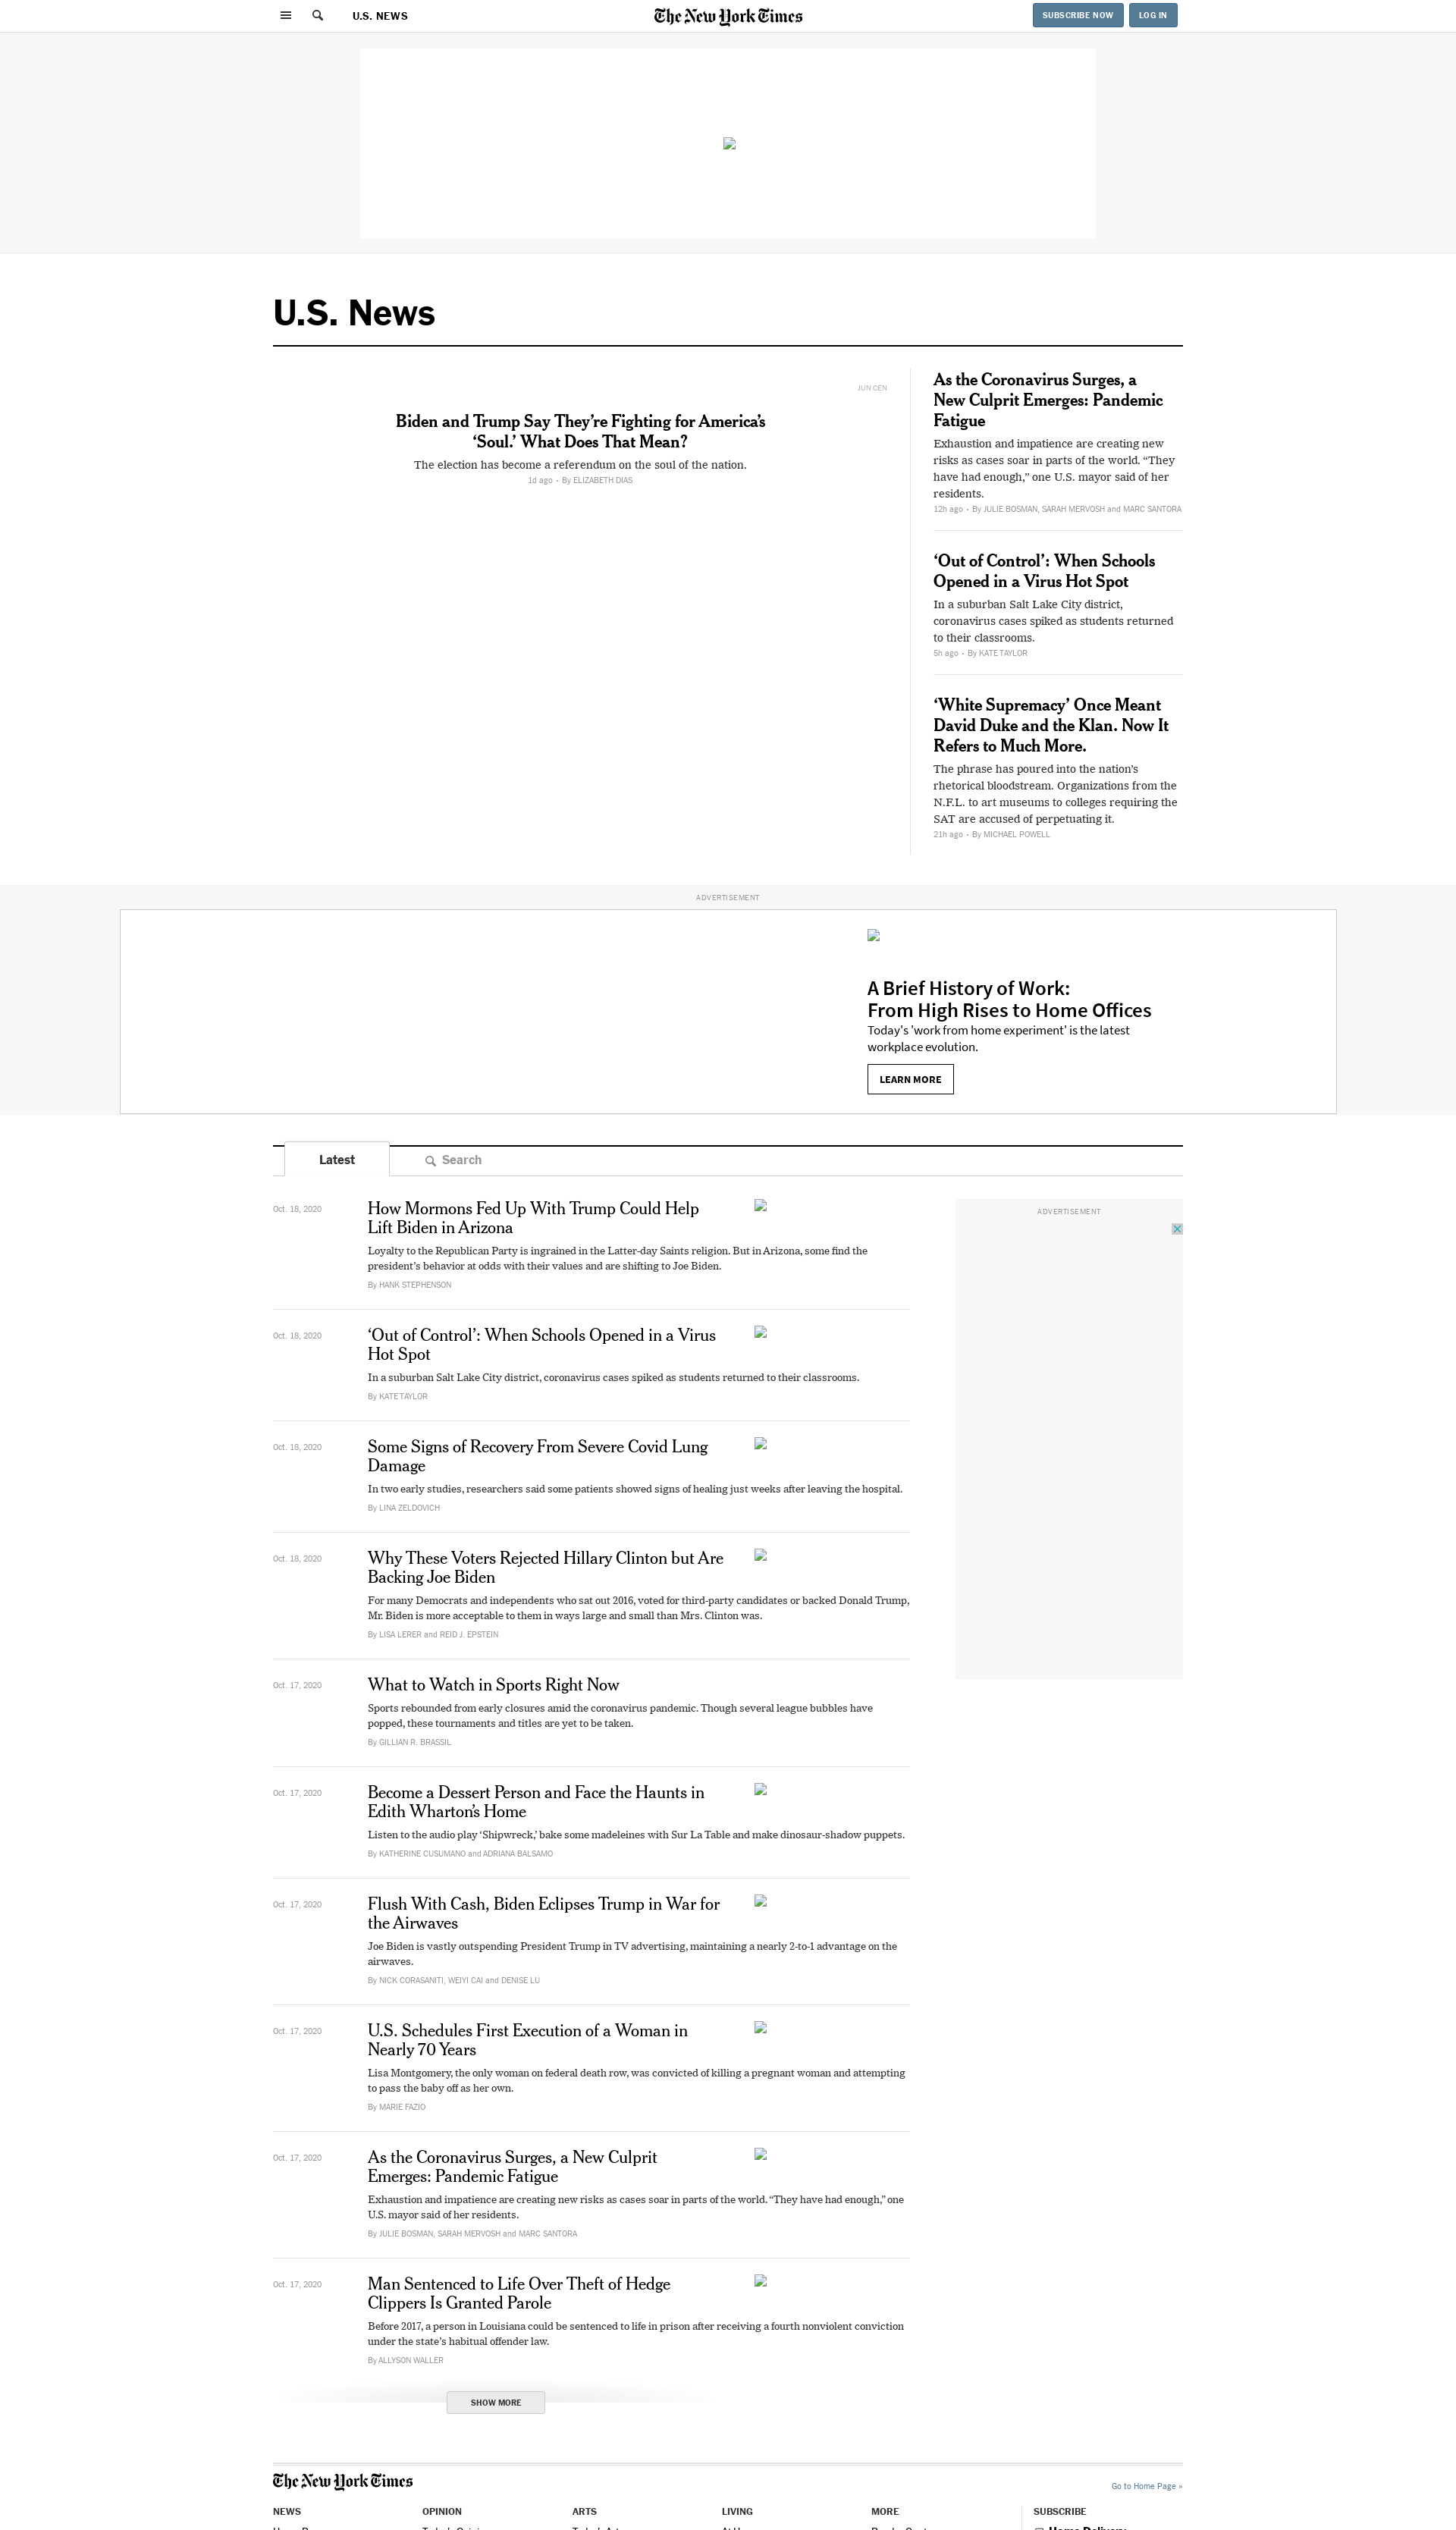 U.S. NEWS
The New York Times
SUBSCRIBE NOW
LOG IN
U.S. News
JUN CEN
Biden and Trump Say They’re Fighting for America’s
‘Soul.’ What Does That Mean?
The election has become a referendum on the soul of the nation.
1d ago • By ELIZABETH DIAS
As the Coronavirus Surges, a
New Culprit Emerges: Pandemic
Fatigue
Exhaustion and impatience are creating new
risks as cases soar in parts of the world. “They
have had enough,” one U.S. mayor said of her
residents.
12h ago • By JULIE BOSMAN, SARAH MERVOSH and MARC SANTORA
‘Out of Control’: When Schools
Opened in a Virus Hot Spot
In a suburban Salt Lake City district,
coronavirus cases spiked as students returned
to their classrooms.
5h ago • By KATE TAYLOR
‘White Supremacy’ Once Meant
David Duke and the Klan. Now It
Refers to Much More.
The phrase has poured into the nation’s
rhetorical bloodstream. Organizations from the
N.F.L. to art museums to colleges requiring the
SAT are accused of perpetuating it.
21h ago • By MICHAEL POWELL
ADVERTISEMENT
A Brief History of Work:
From High Rises to Home Offices
Today's 'work from home experiment' is the latest
workplace evolution.
LEARN MORE
Latest
Search
ADVERTISEMENT
Oct. 18, 2020
How Mormons Fed Up With Trump Could Help
Lift Biden in Arizona
Loyalty to the Republican Party is ingrained in the Latter-day Saints religion. But in Arizona, some find the
president’s behavior at odds with their values and are shifting to Joe Biden.
By HANK STEPHENSON
Oct. 18, 2020
‘Out of Control’: When Schools Opened in a Virus
Hot Spot
In a suburban Salt Lake City district, coronavirus cases spiked as students returned to their classrooms.
By KATE TAYLOR
Oct. 18, 2020
Some Signs of Recovery From Severe Covid Lung
Damage
In two early studies, researchers said some patients showed signs of healing just weeks after leaving the hospital.
By LINA ZELDOVICH
Oct. 18, 2020
Why These Voters Rejected Hillary Clinton but Are
Backing Joe Biden
For many Democrats and independents who sat out 2016, voted for third-party candidates or backed Donald Trump,
Mr. Biden is more acceptable to them in ways large and small than Mrs. Clinton was.
By LISA LERER and REID J. EPSTEIN
Oct. 17, 2020
What to Watch in Sports Right Now
Sports rebounded from early closures amid the coronavirus pandemic. Though several league bubbles have
popped, these tournaments and titles are yet to be taken.
By GILLIAN R. BRASSIL
Oct. 17, 2020
Become a Dessert Person and Face the Haunts in
Edith Wharton’s Home
Listen to the audio play ‘Shipwreck,’ bake some madeleines with Sur La Table and make dinosaur-shadow puppets.
By KATHERINE CUSUMANO and ADRIANA BALSAMO
Oct. 17, 2020
Flush With Cash, Biden Eclipses Trump in War for
the Airwaves
Joe Biden is vastly outspending President Trump in TV advertising, maintaining a nearly 2-to-1 advantage on the
airwaves.
By NICK CORASANITI, WEIYI CAI and DENISE LU
Oct. 17, 2020
U.S. Schedules First Execution of a Woman in
Nearly 70 Years
Lisa Montgomery, the only woman on federal death row, was convicted of killing a pregnant woman and attempting
to pass the baby off as her own.
By MARIE FAZIO
Oct. 17, 2020
As the Coronavirus Surges, a New Culprit
Emerges: Pandemic Fatigue
Exhaustion and impatience are creating new risks as cases soar in parts of the world. “They have had enough,” one
U.S. mayor said of her residents.
By JULIE BOSMAN, SARAH MERVOSH and MARC SANTORA
Oct. 17, 2020
Man Sentenced to Life Over Theft of Hedge
Clippers Is Granted Parole
Before 2017, a person in Louisiana could be sentenced to life in prison after receiving a fourth nonviolent conviction
under the state’s habitual offender law.
By ALLYSON WALLER
SHOW MORE
The New York Times
Go to Home Page »
NEWS
OPINION
ARTS
LIVING
MORE
SUBSCRIBE
Home Delivery